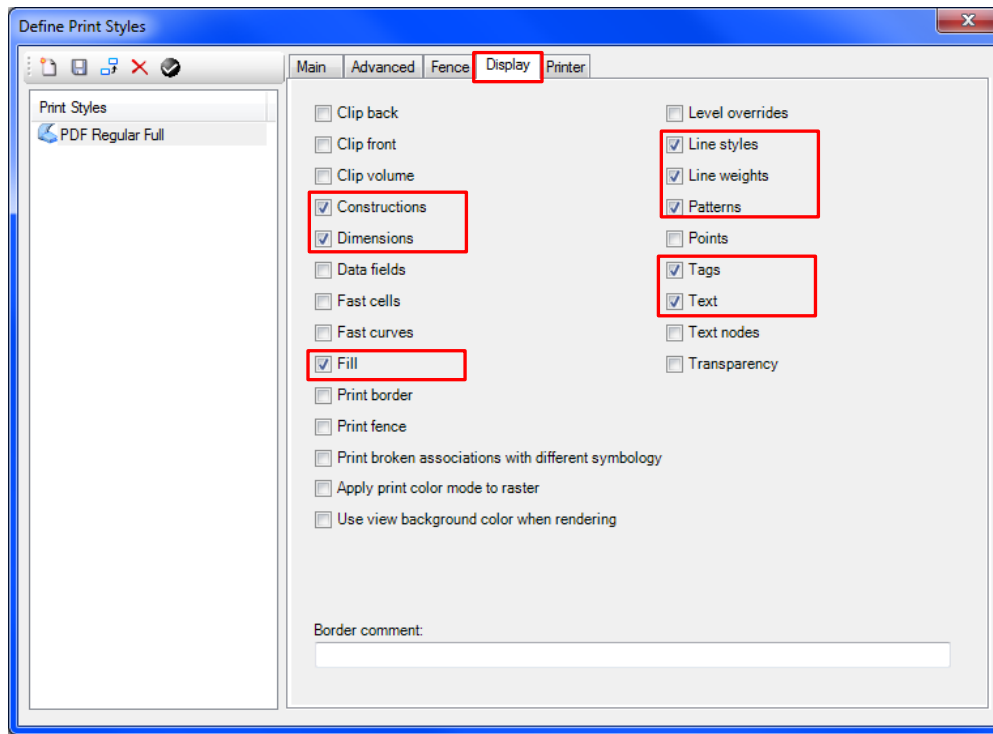 Define Print Styles
Main Advanced Fence Display Printer
Print Styles
PDF Regular Full
Clip back
Clip front
Clip volume
Constructions
Dimensions
Data fields
Fast cells
Fast curves
Fill
Print border
Print fence
Print broken associations with different symbology
Apply print color mode to raster
Use view background color when rendering
Level overrides
Line styles
Line weights
Patterns
Points
Tags
Text
Text nodes
Transparency
Border comment: